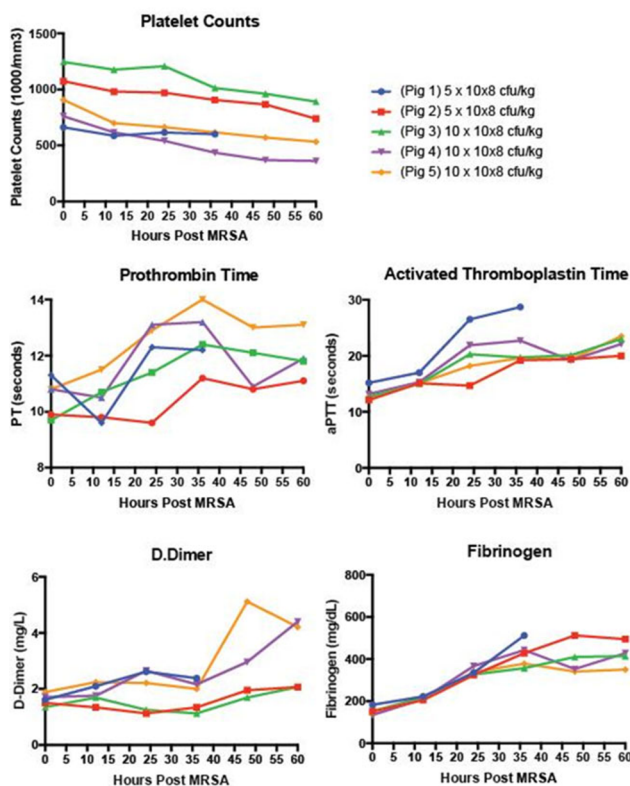 Platelet Counts
Platelet Counts (1000/mm3)
1500
1000
500
0
0 5 10 15 20 25 30 35 40 45 50 55 60
Hours Post MRSA
(Pig 1) 5 x 10x8 cfu/kg
(Pig 2) 5 x 10x8 cfu/kg
(Pig 3) 10 x 10x8 cfu/kg
(Pig 4) 10 x 10x8 cfu/kg
(Pig 5) 10 x 10x8 cfu/kg
Prothrombin Time
PT (seconds)
14
12
10
8
0 5 10 15 20 25 30 35 40 45 50 55 60
Hours Post MRSA
Activated Thromboplastin Time
aPTT (seconds)
30
20
10
0
0 5 10 15 20 25 30 35 40 45 50 55 60
Hours Post MRSA
D.Dimer
D-Dimer (mg/L)
6
4
2
0
0 5 10 15 20 25 30 35 40 45 50 55 60
Hours Post MRSA
Fibrinogen
Fibrinogen (mg/dL)
800
600
400
200
0
0 5 10 15 20 25 30 35 40 45 50 55 60
Hours Post MRSA